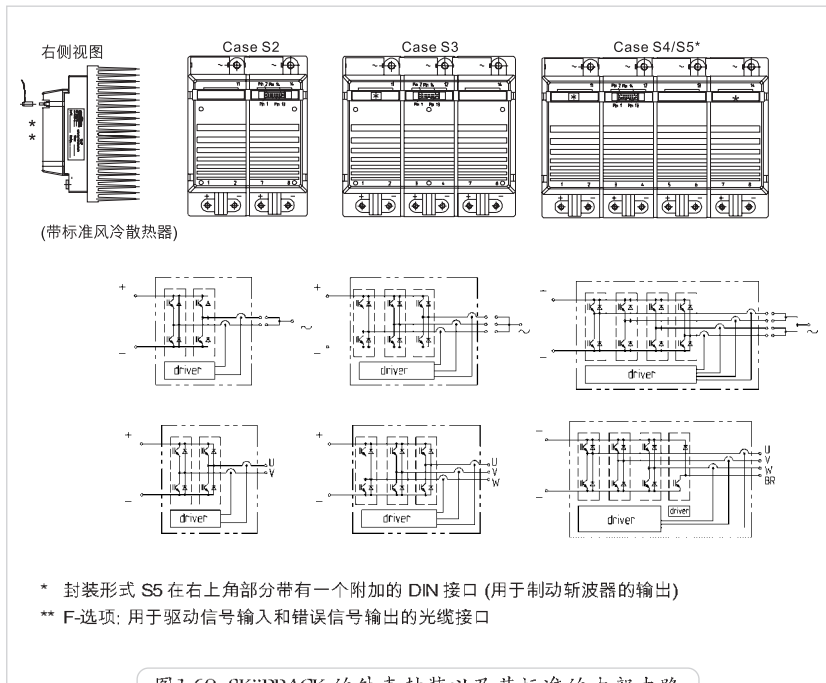 右侧视图
Case S2
Case S3
Case S4/S5*
(带标准风冷散热器)
*
*
+
−
driver
~
+
−
driver
~
−
−
driver
~
+
−
driver
U
V
+
−
driver
U
V
W
−
−
driver
driver
U
V
W
BR
* 封装形式 S5 在右上角部分带有一个附加的 DIN 接口 (用于制动斩波器的输出)
** F-选项: 用于驱动信号输入和错误信号输出的光缆接口